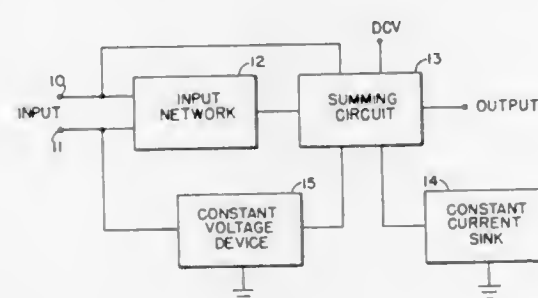 DCV
12
13
10
INPUT
NETWORK
SUMMING
CIRCUIT
INPUT
OUTPUT
11
15
14
CONSTANT
VOLTAGE
DEVICE
CONSTANT
CURRENT
SINK